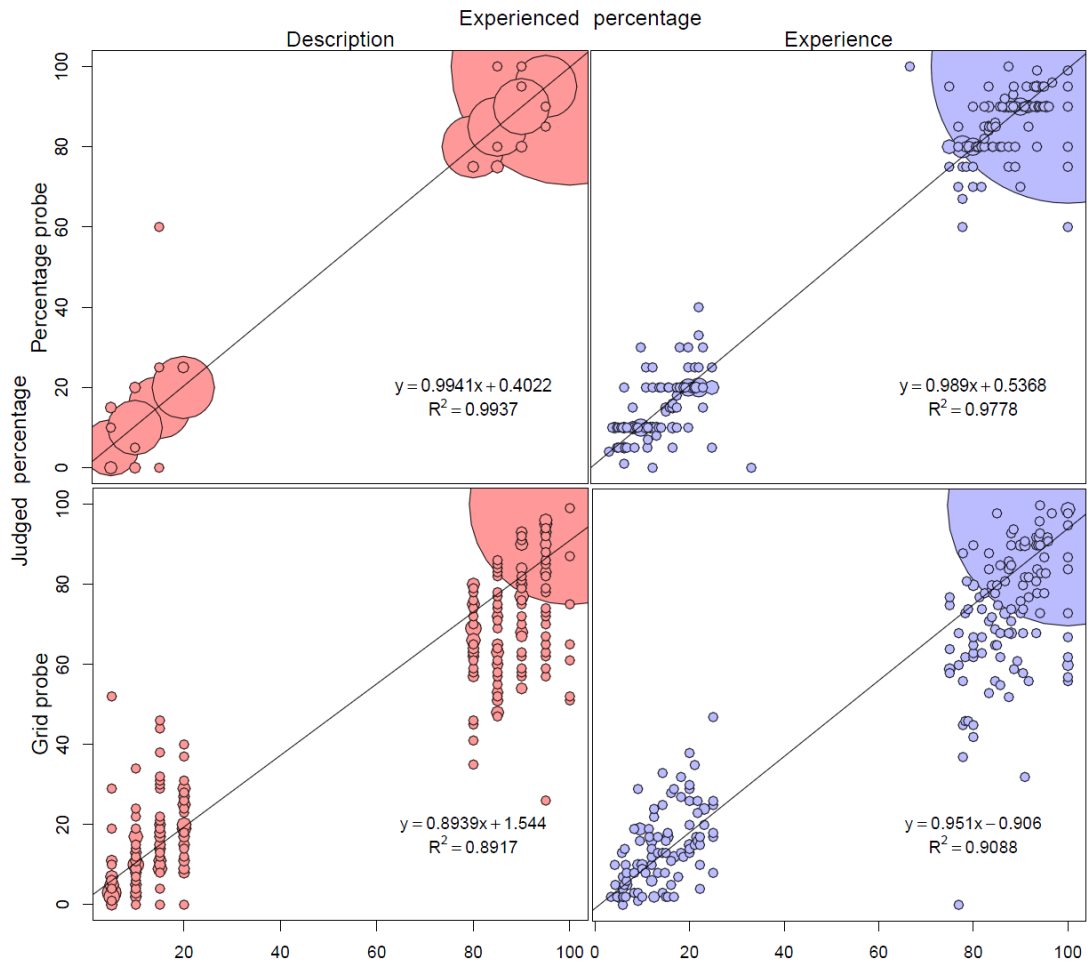 Experienced percentage
Description
Experience
Judged percentage
Percentage probe
0 20 40 60 80 100
y = 0.9941x + 0.4022
R² = 0.9937
y = 0.989x + 0.5368
R² = 0.9778
Grid probe
0 20 40 60 80 100
y = 0.8939x + 1.544
R² = 0.8917
y = 0.951x − 0.906
R² = 0.9088
20 40 60 80 100
0 20 40 60 80 100